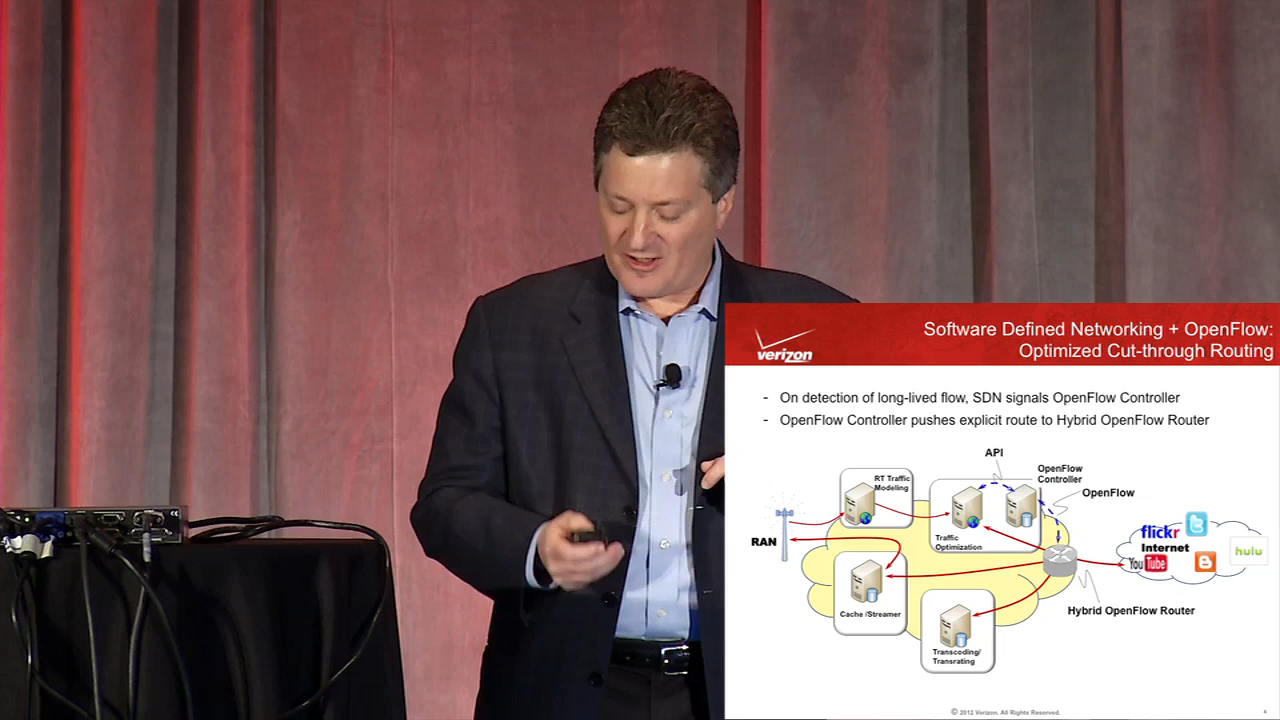 Software Defined Networking + OpenFlow:
Optimized Cut-through Routing
verizon
- On detection of long-lived flow, SDN signals OpenFlow Controller
- OpenFlow Controller pushes explicit route to Hybrid OpenFlow Router
API
OpenFlow
Controller
RT Traffic
Modeling
OpenFlow
RAN
Traffic
Optimization
flickr
Internet
YouTube
hulu
Cache /Streamer
Hybrid OpenFlow Router
Transcoding/
Transrating
© 2012 Verizon. All Rights Reserved.
4